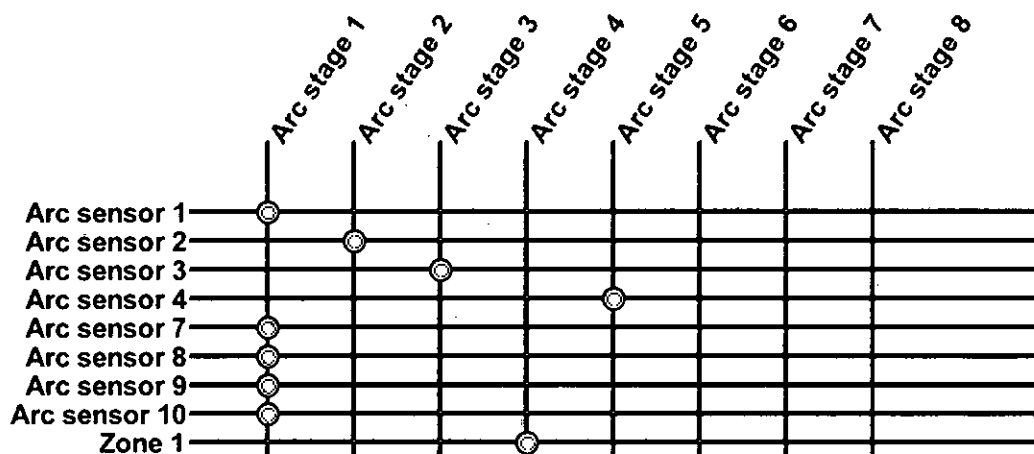 Arc stage 1
Arc stage 2
Arc stage 3
Arc stage 4
Arc stage 5
Arc stage 6
Arc stage 7
Arc stage 8
Arc sensor 1
Arc sensor 2
Arc sensor 3
Arc sensor 4
Arc sensor 7
Arc sensor 8
Arc sensor 9
Arc sensor 10
Zone 1